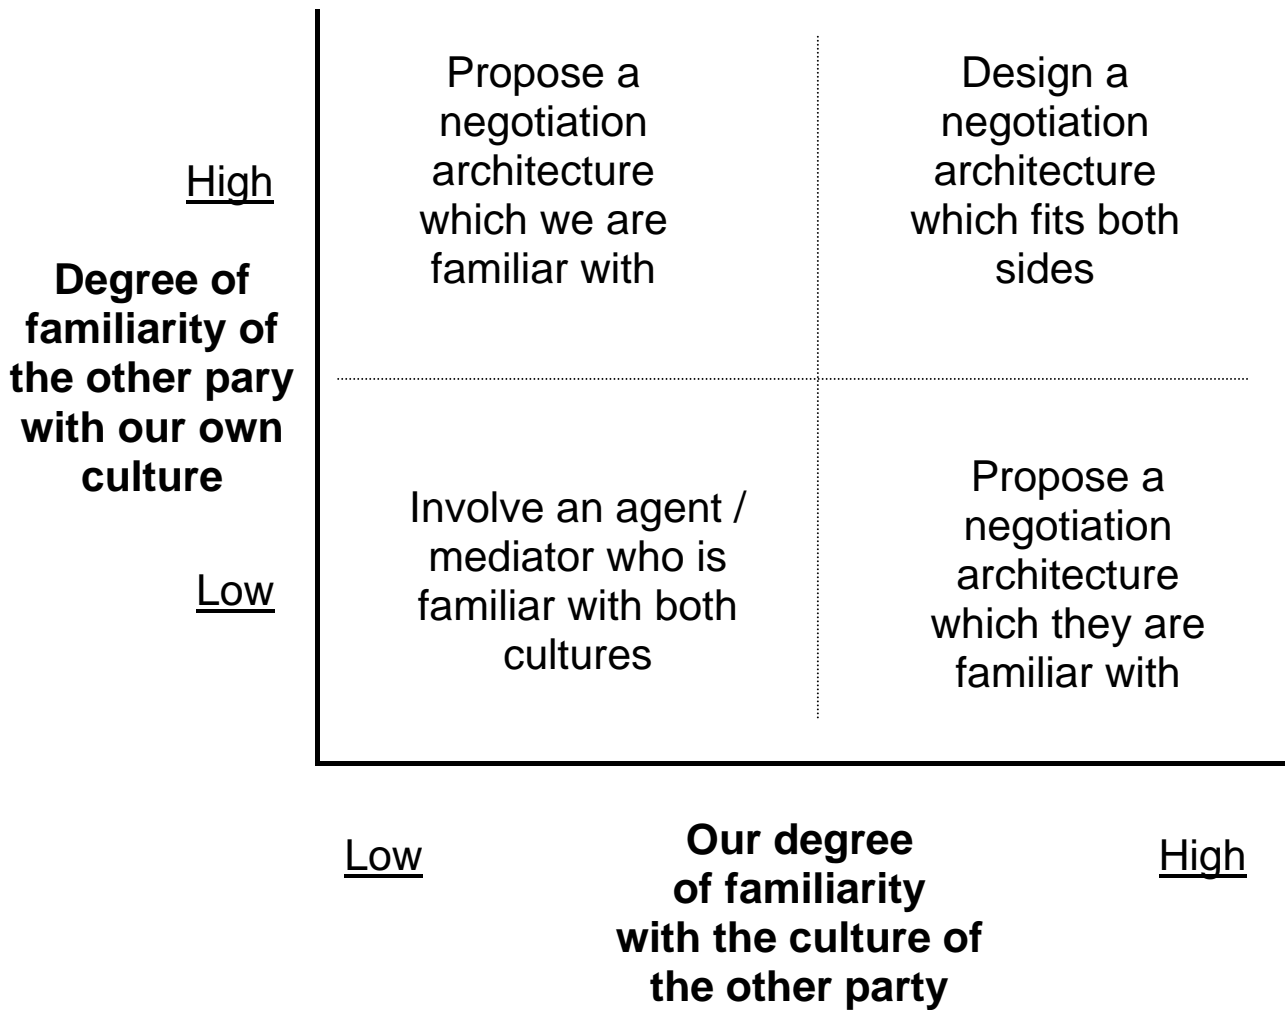 Propose a
negotiation
architecture
which we are
familiar with
Design a
negotiation
architecture
which fits both
sides
High
Degree of
familiarity of
the other pary
with our own
culture
Low
Involve an agent /
mediator who is
familiar with both
cultures
Propose a
negotiation
architecture
which they are
familiar with
Low
Our degree
of familiarity
with the culture of
the other party
High